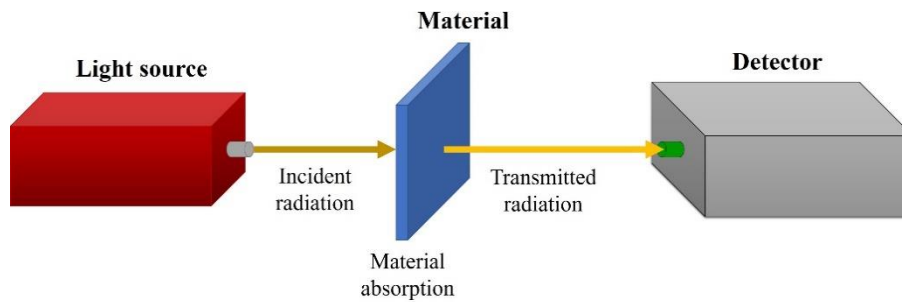 Material
Light source
Detector
Incident
radiation
Transmitted
radiation
Material
absorption